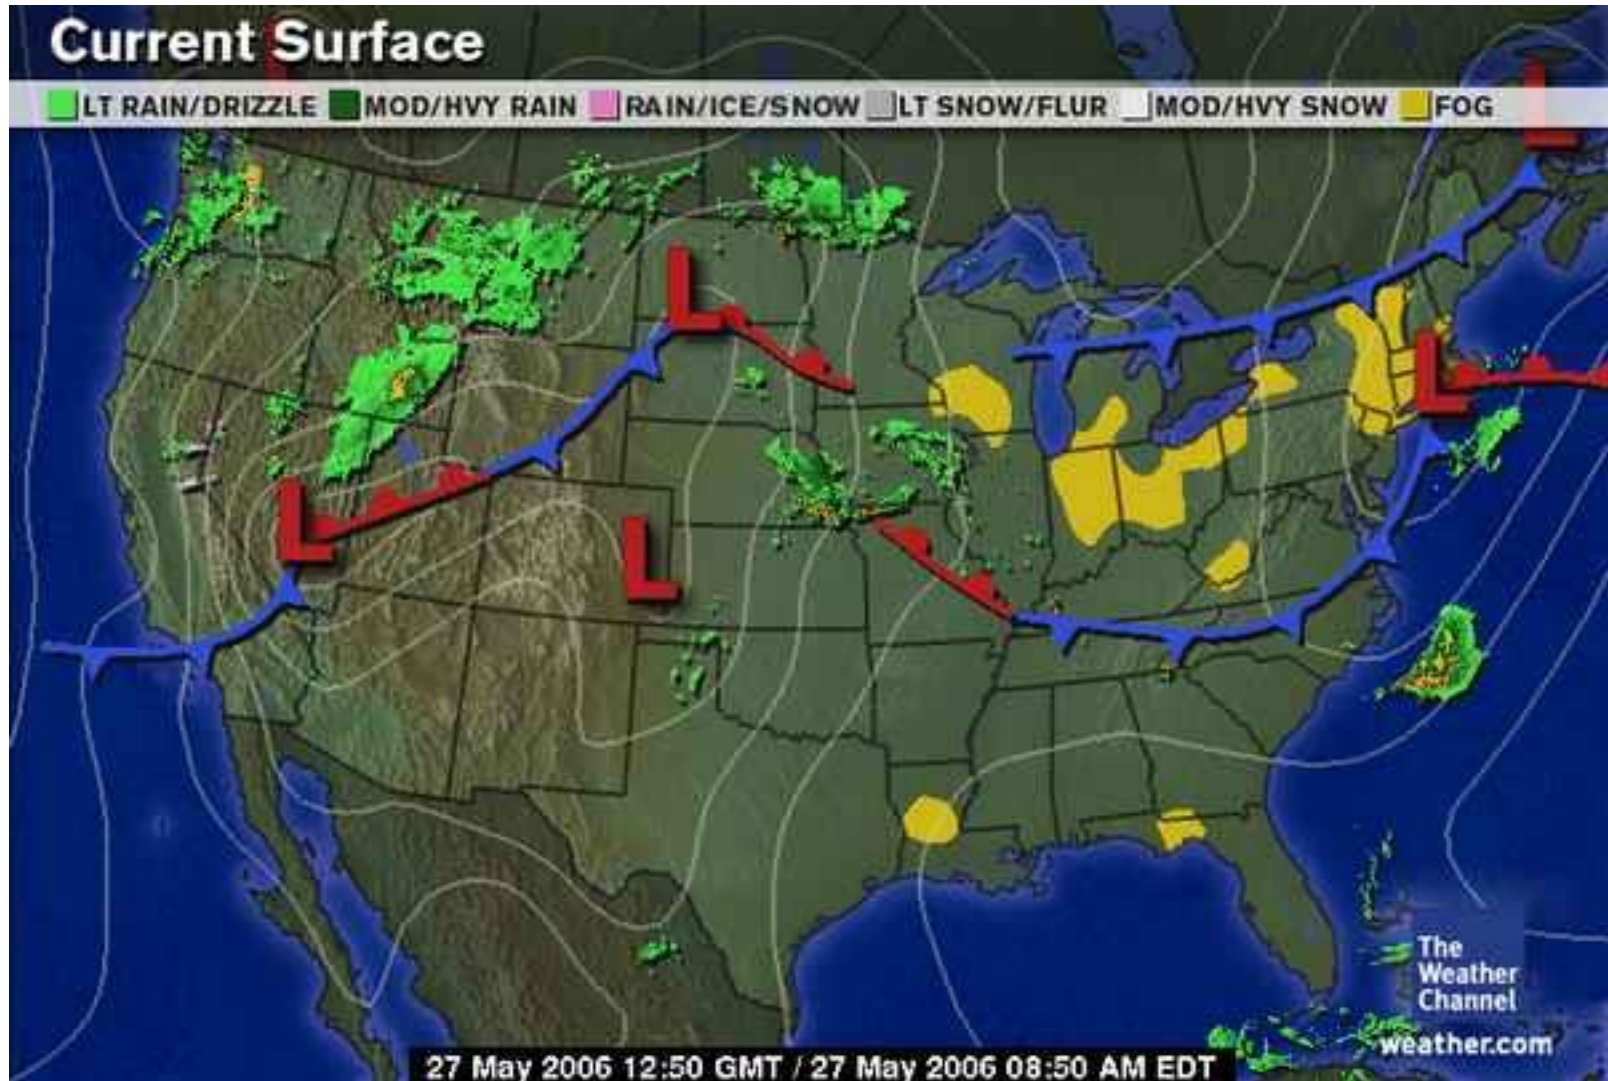 Current Surface
LT RAIN/DRIZZLE MOD/HVY RAIN RAIN/ICE/SNOW LT SNOW/FLUR MOD/HVY SNOW FOG
L
L
L
L
L
L
The
Weather
Channel
weather.com
27 May 2006 12:50 GMT / 27 May 2006 08:50 AM EDT